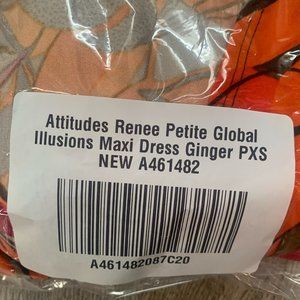 Attitudes Renee Petite Global
Illusions Maxi Dress Ginger PXS
NEW A461482
A461482087C20